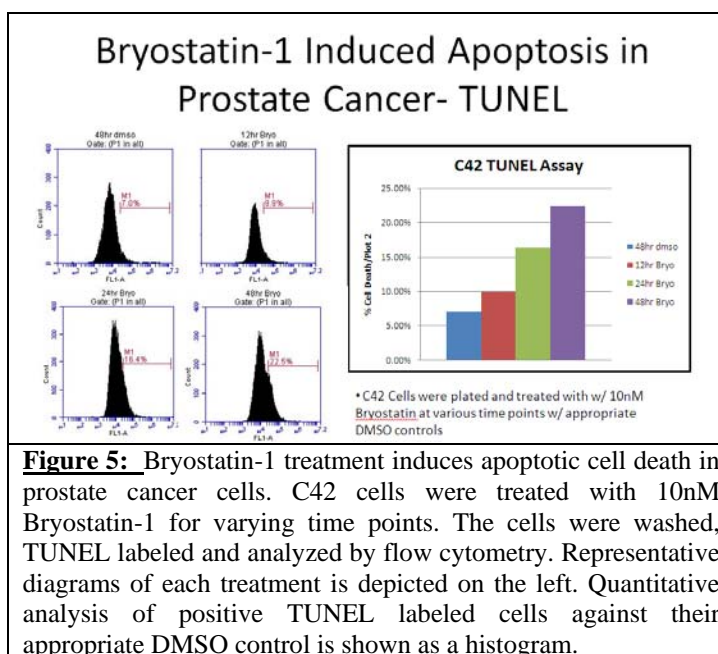 Bryostatin-1 Induced Apoptosis in
Prostate Cancer- TUNEL
48hr dmso
Gate: (P1 in all)
M1
7.0%
Count
FL1-A
12hr Bryo
Gate: (P1 in all)
M1
9.8%
FL1-A
24hr Bryo
Gate: (P1 in all)
M1
16.4%
Count
FL1-A
48hr Bryo
Gate: (P1 in all)
M1
22.5%
FL1-A
C42 TUNEL Assay
% Cell Death/Plot 2
25.00%
20.00%
15.00%
10.00%
5.00%
0.00%
48hr dmso
12hr Bryo
24hr Bryo
48hr Bryo
• C42 Cells were plated and treated with w/ 10nM
Bryostatin at various time points w/ appropriate
DMSO controls
Figure 5: Bryostatin-1 treatment induces apoptotic cell death in
prostate cancer cells. C42 cells were treated with 10nM
Bryostatin-1 for varying time points. The cells were washed,
TUNEL labeled and analyzed by flow cytometry. Representative
diagrams of each treatment is depicted on the left. Quantitative
analysis of positive TUNEL labeled cells against their
appropriate DMSO control is shown as a histogram.